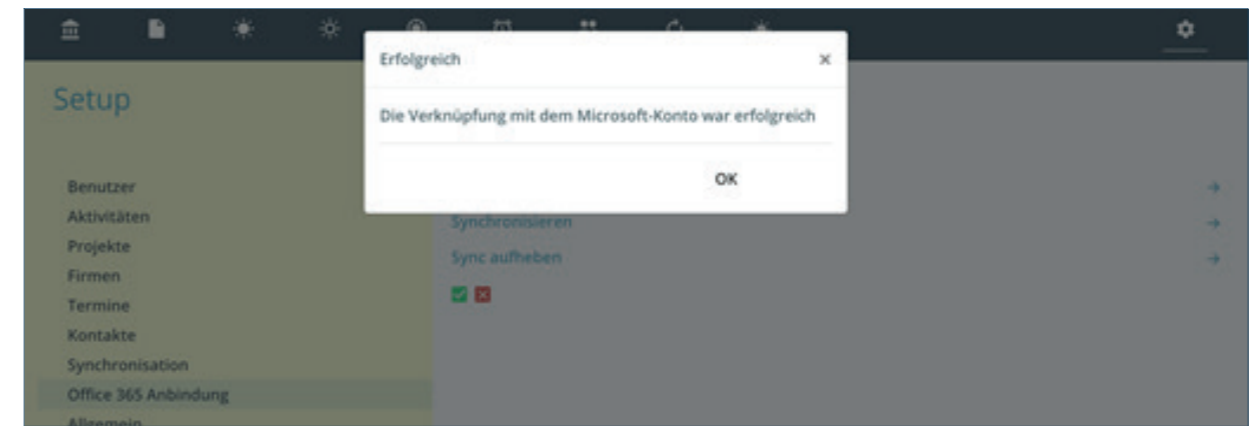 Erfolgreich
×
Die Verknüpfung mit dem Microsoft-Konto war erfolgreich
OK
Setup
Benutzer
Aktivitäten
Projekte
Firmen
Termine
Kontakte
Synchronisation
Office 365 Anbindung
Allgemein
Synchronisieren
Sync aufheben